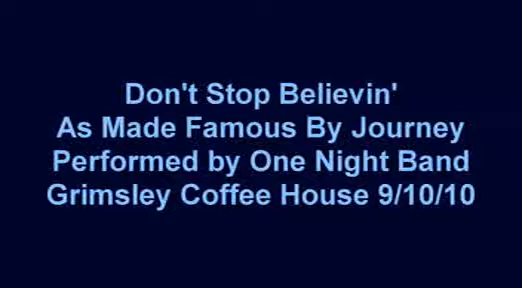 Don't Stop Believin'
As Made Famous By Journey
Performed by One Night Band
Grimsley Coffee House 9/10/10